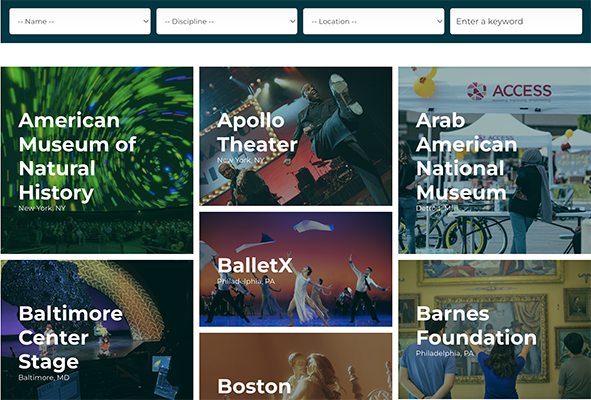 -- Name --
-- Discipline --
-- Location --
Enter a keyword
American
Museum of
Natural
History
New York, NY
Apollo
Theater
New York, NY
ACCESS
ACCESS
Arab
American
National
Museum
Detroit, MI
BalletX
Philadelphia, PA
Baltimore
Center
Stage
Baltimore, MD
Barnes
Foundation
Philadelphia, PA
Boston